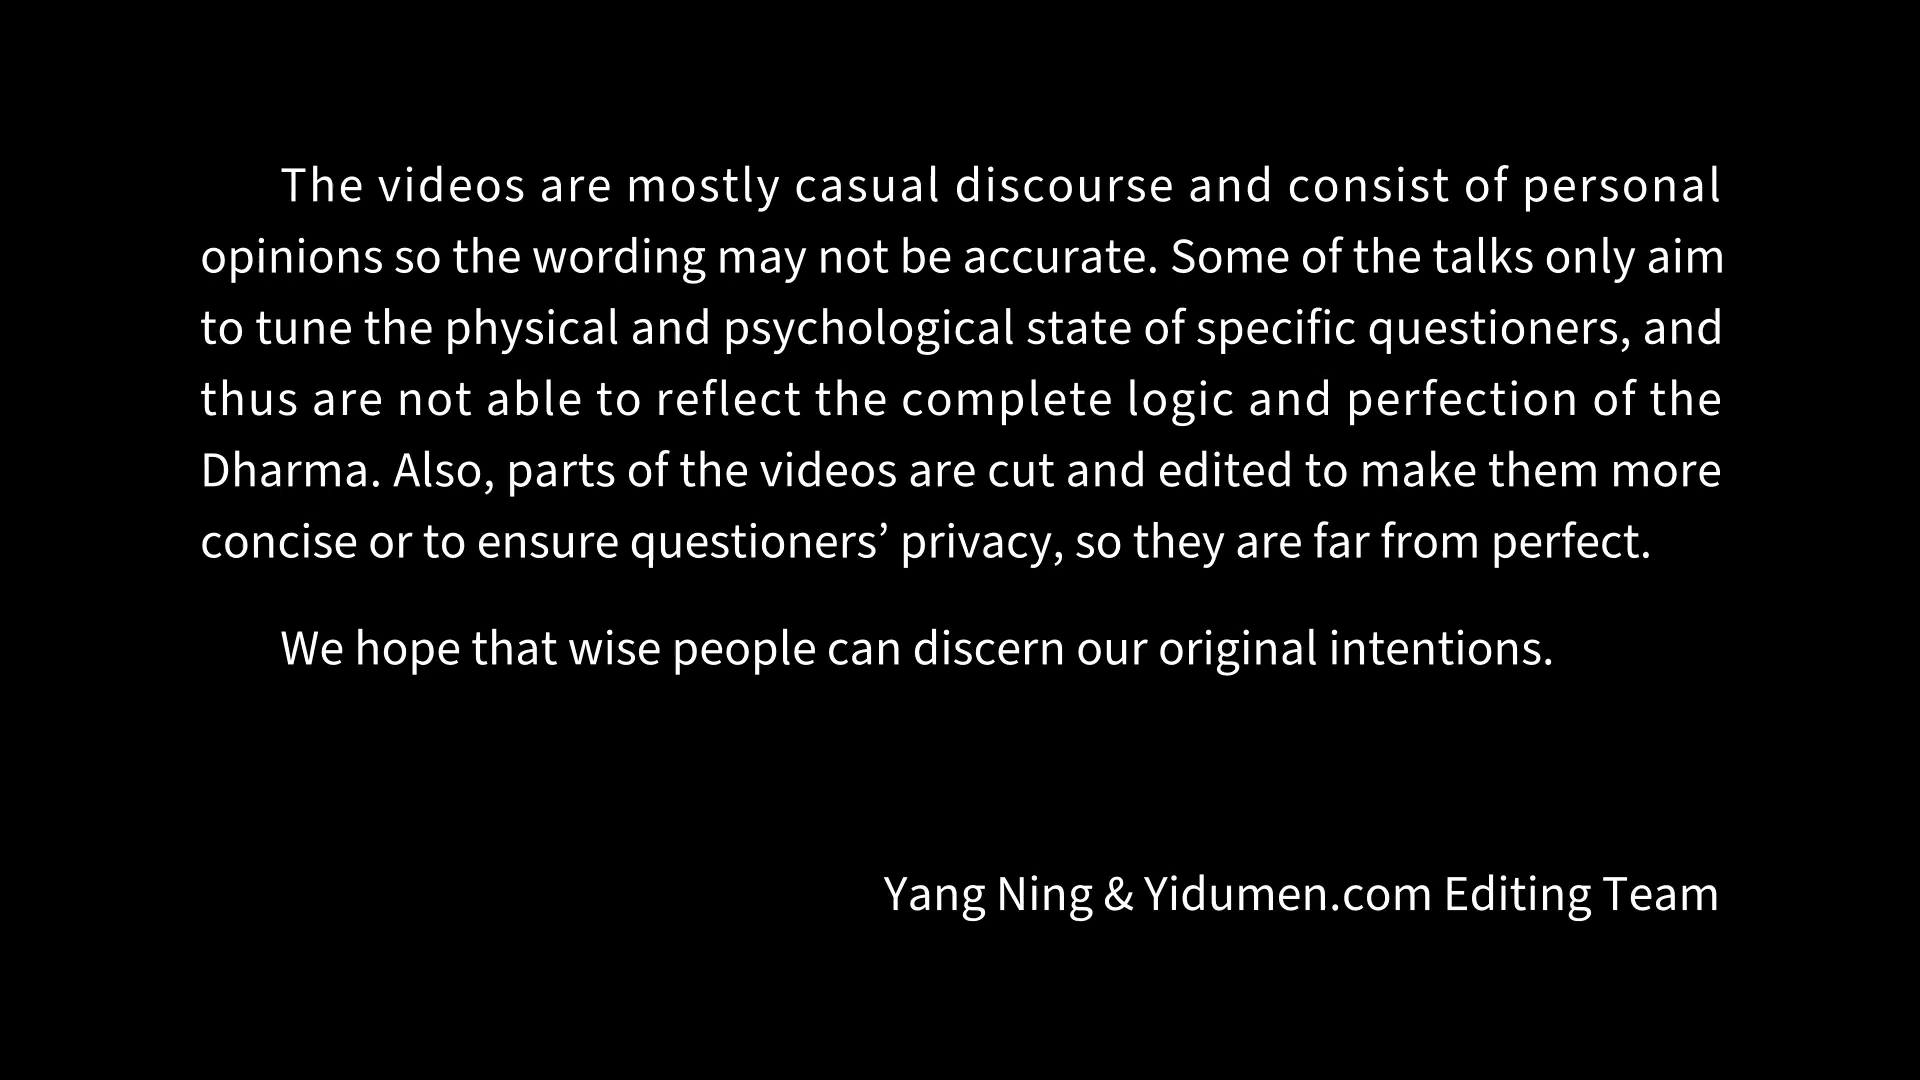 The videos are mostly casual discourse and consist of personal
opinions so the wording may not be accurate. Some of the talks only aim
to tune the physical and psychological state of specific questioners, and
thus are not able to reflect the complete logic and perfection of the
Dharma. Also, parts of the videos are cut and edited to make them more
concise or to ensure questioners’ privacy, so they are far from perfect.
We hope that wise people can discern our original intentions.
Yang Ning & Yidumen.com Editing Team